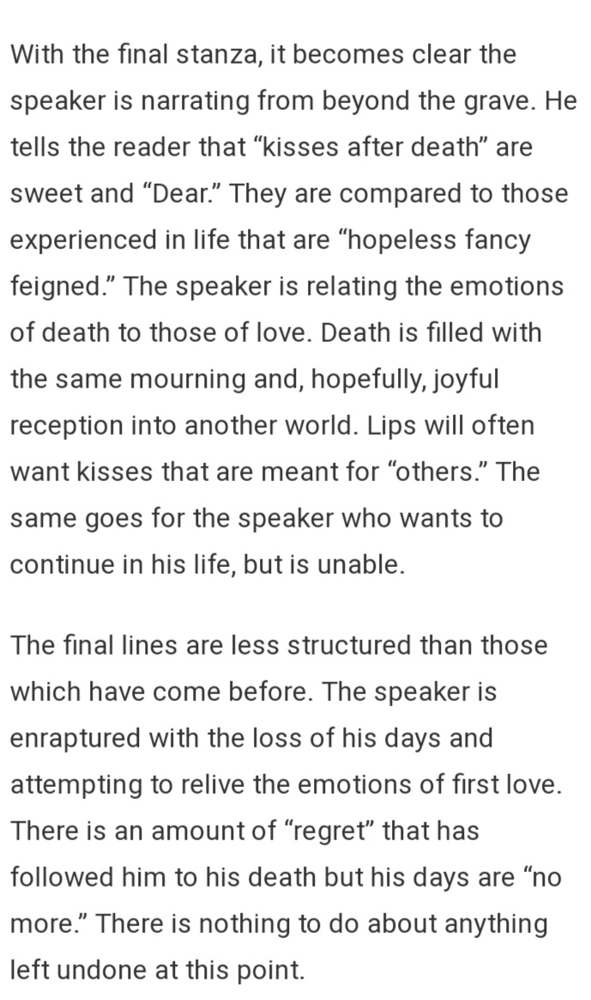 With the final stanza, it becomes clear the
speaker is narrating from beyond the grave. He
tells the reader that “kisses after death” are
sweet and “Dear.” They are compared to those
experienced in life that are “hopeless fancy
feigned.” The speaker is relating the emotions
of death to those of love. Death is filled with
the same mourning and, hopefully, joyful
reception into another world. Lips will often
want kisses that are meant for “others.” The
same goes for the speaker who wants to
continue in his life, but is unable.
The final lines are less structured than those
which have come before. The speaker is
enraptured with the loss of his days and
attempting to relive the emotions of first love.
There is an amount of “regret” that has
followed him to his death but his days are “no
more.” There is nothing to do about anything
left undone at this point.